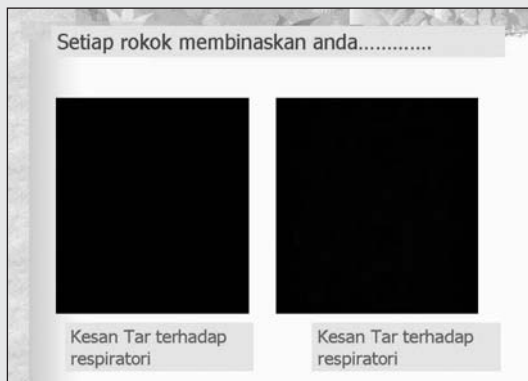 Setiap rokok membinaskan anda.............
Kesan Tar terhadap
respiratori
Kesan Tar terhadap
respiratori